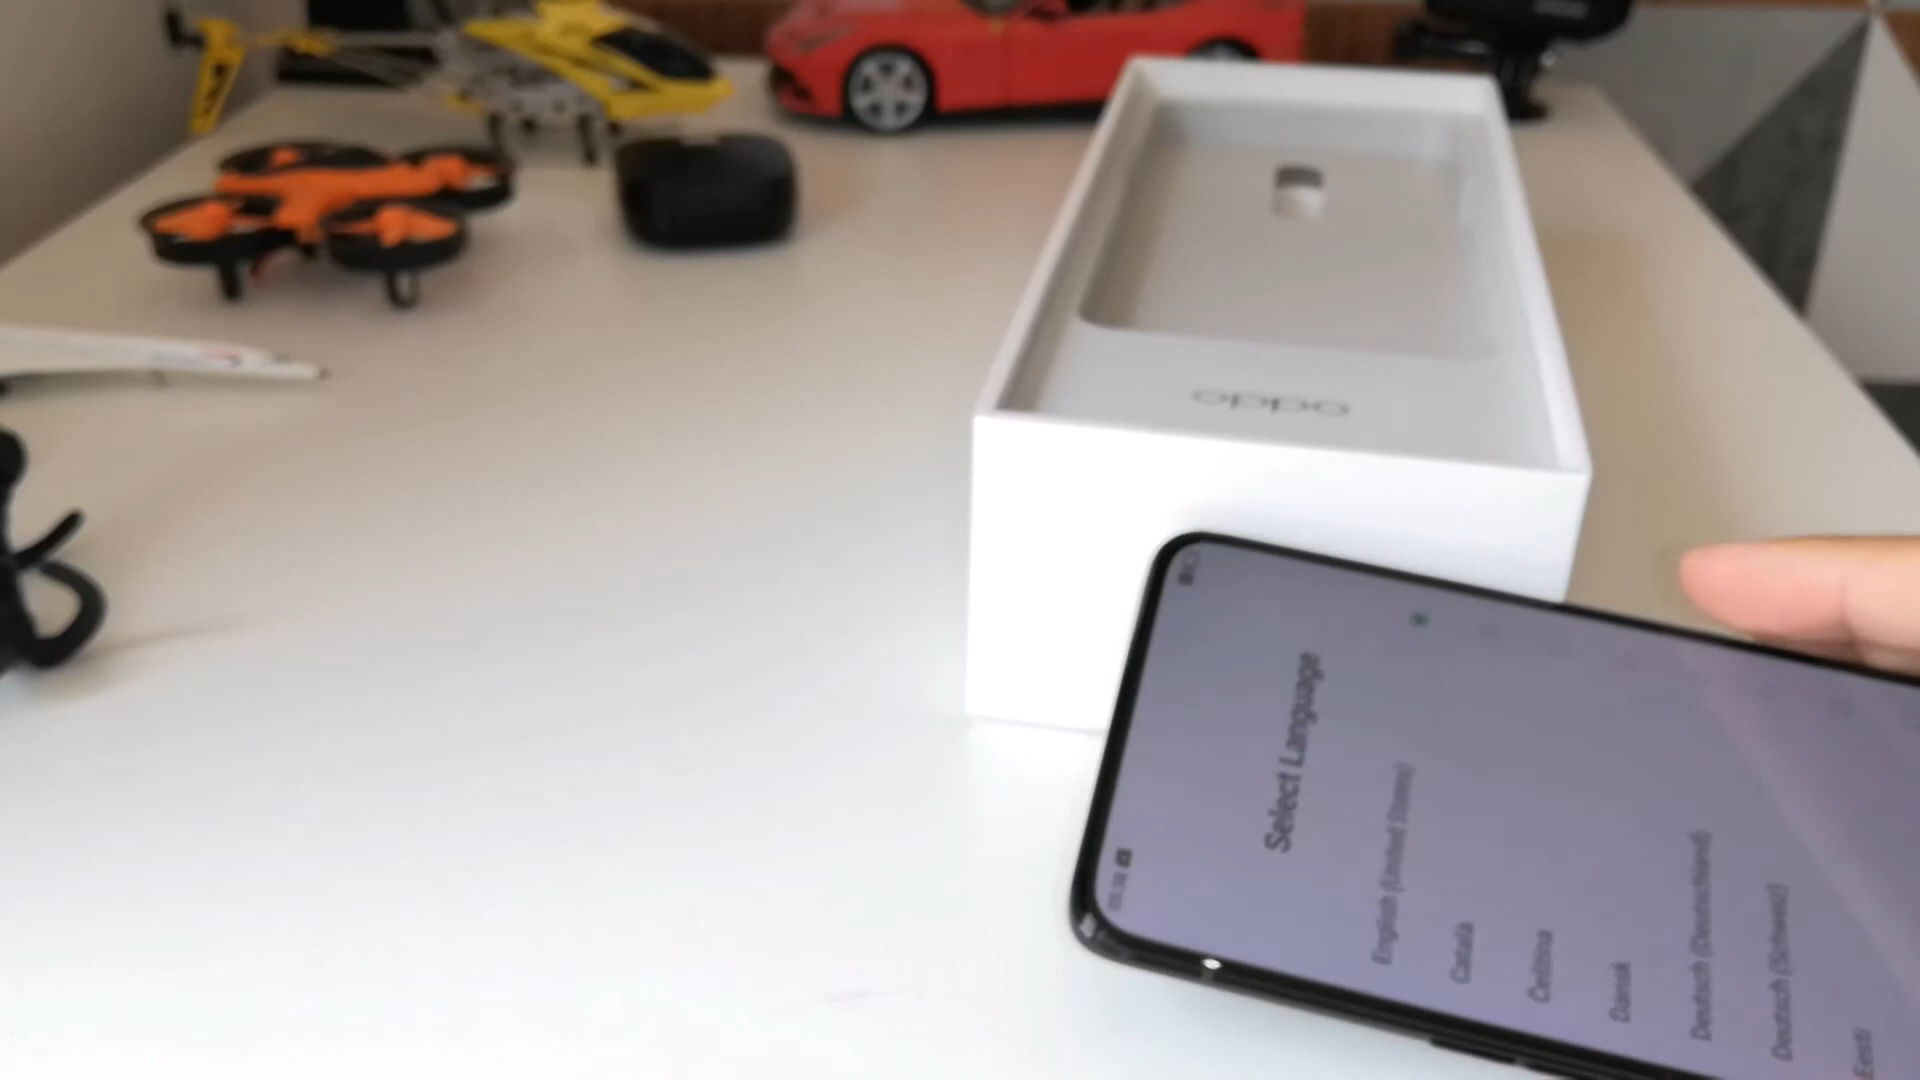 oppo
Select Language
English (United States)
Català
Čeština
Dansk
Deutsch (Deutschland)
Deutsch (Schweiz)
Eesti